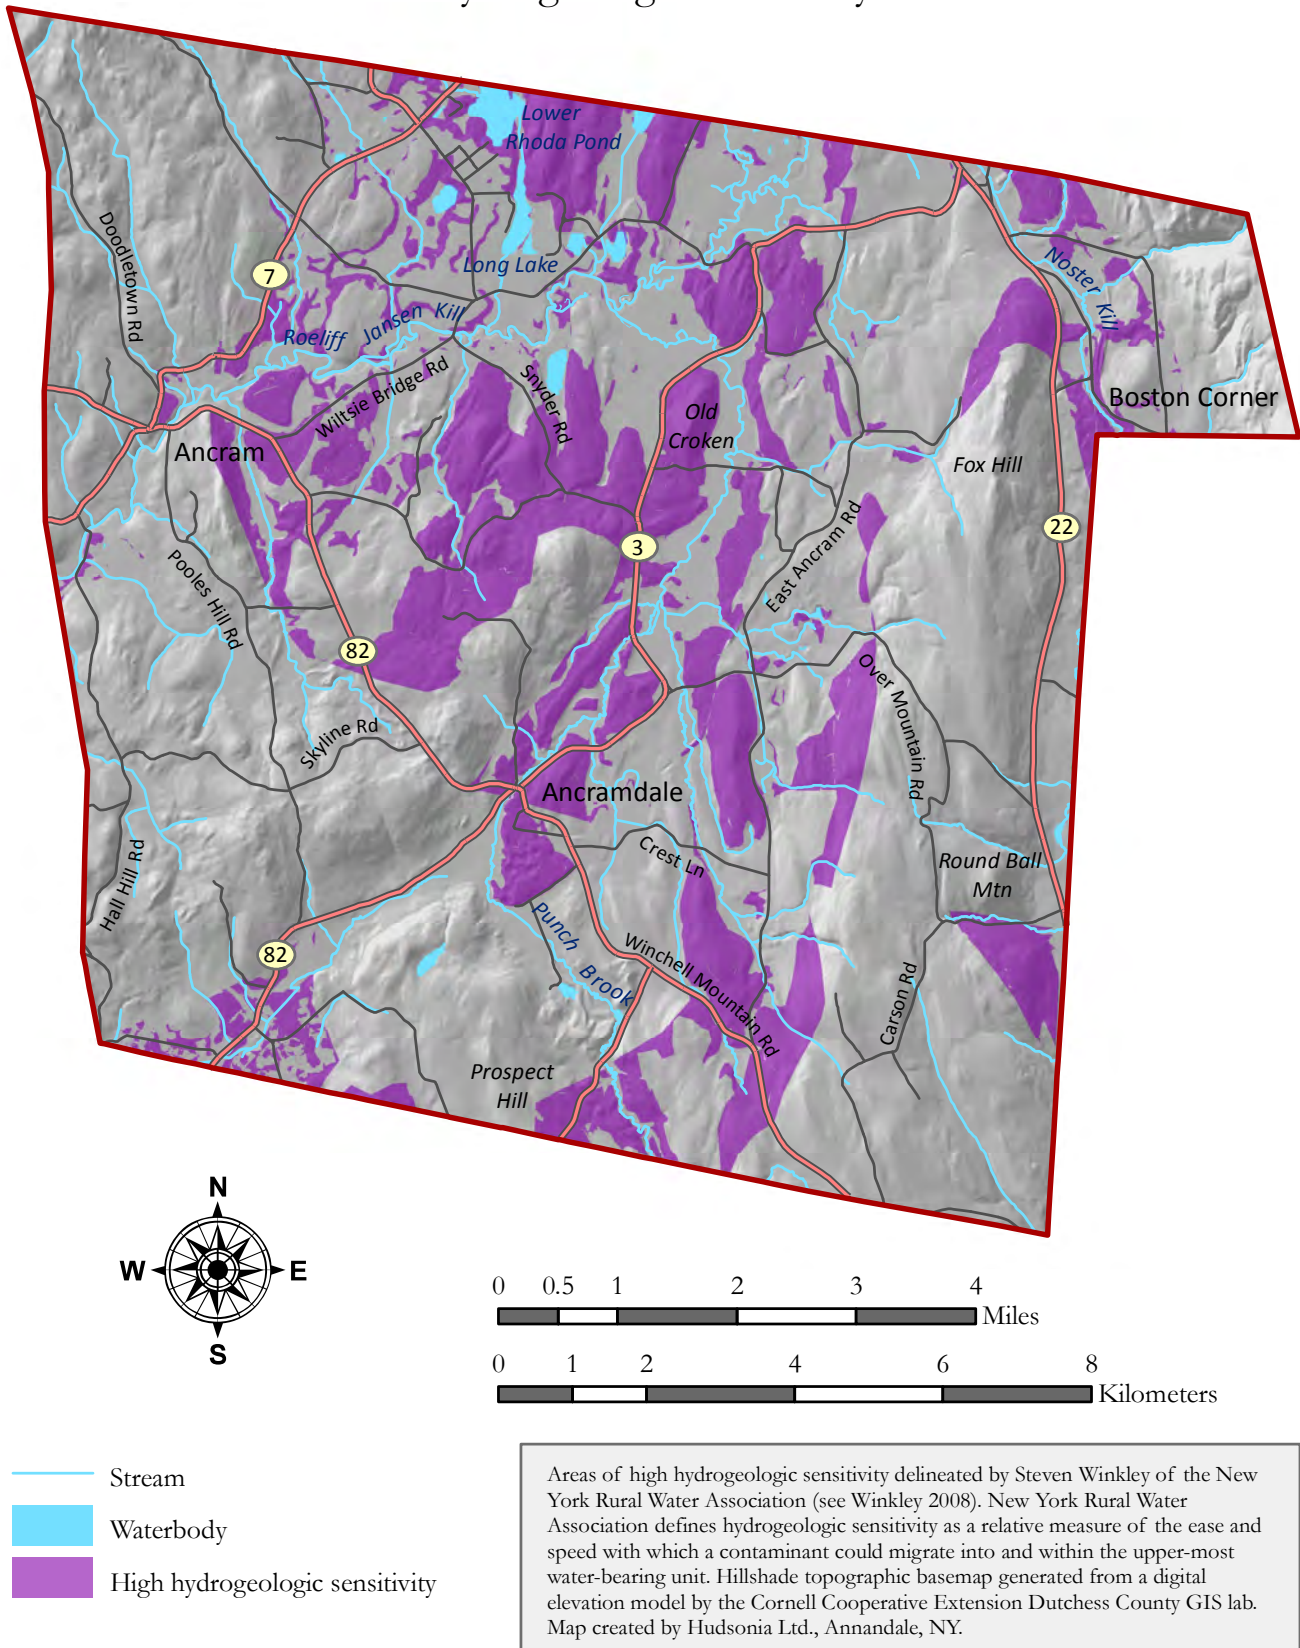 Lower
Rhoda Pond
Doodletown Rd
7
Long Lake
Noster Kill
Roeliff Jansen Kill
Wiltsie Bridge Rd
Snyder Rd
Old
Croken
Boston Corner
Ancram
Fox Hill
22
3
East Ancram Rd
Pooles Hill Rd
82
Over Mountain Rd
Skyline Rd
Ancramdale
Crest Ln
Round Ball
Mtn
Hall Hill Rd
Punch Brook
82
Winchell Mountain Rd
Carson Rd
Prospect
Hill
N
W E
S
0 0.5 1 2 3 4
Miles
0 1 2 4 6 8
Kilometers
Stream
Waterbody
High hydrogeologic sensitivity
Areas of high hydrogeologic sensitivity delineated by Steven Winkley of the New
York Rural Water Association (see Winkley 2008). New York Rural Water
Association defines hydrogeologic sensitivity as a relative measure of the ease and
speed with which a contaminant could migrate into and within the upper-most
water-bearing unit. Hillshade topographic basemap generated from a digital
elevation model by the Cornell Cooperative Extension Dutchess County GIS lab.
Map created by Hudsonia Ltd., Annandale, NY.